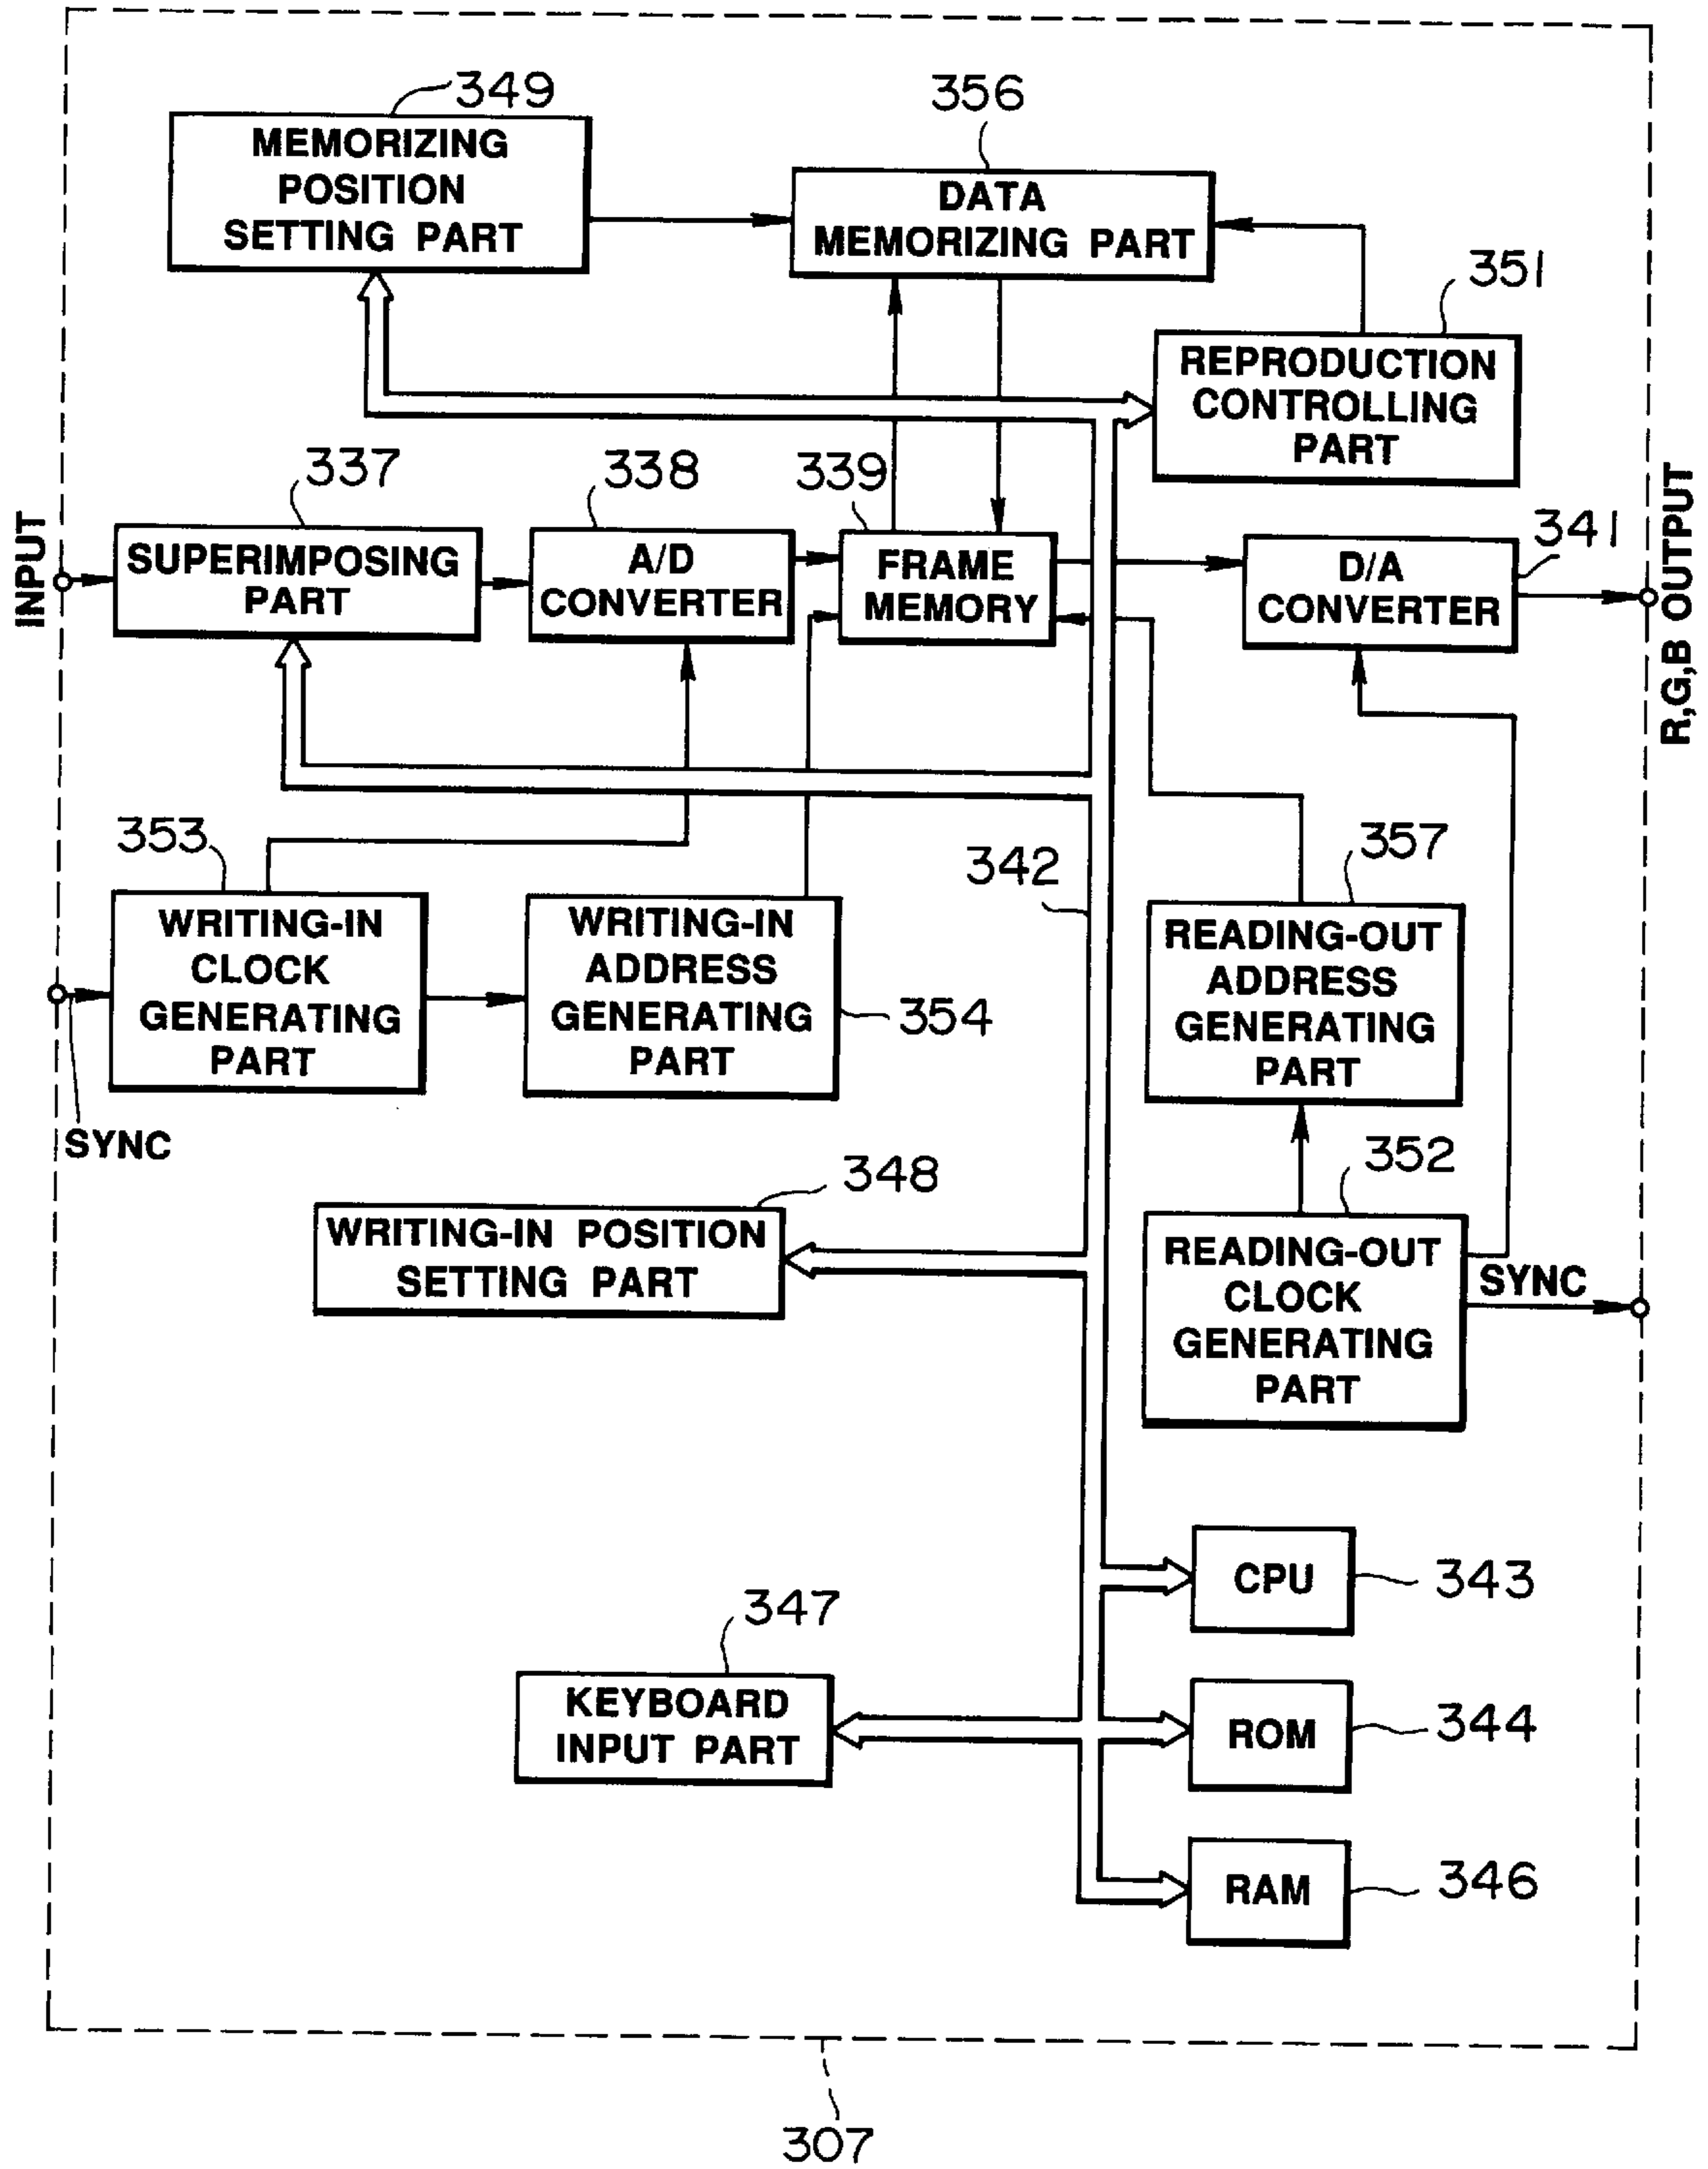 349
MEMORIZING
POSITION
SETTING PART
356
DATA
MEMORIZING PART
351
REPRODUCTION
CONTROLLING
PART
INPUT
337
SUPERIMPOSING
PART
338
A/D
CONVERTER
339
FRAME
MEMORY
341
D/A
CONVERTER
R,G,B OUTPUT
353
WRITING-IN
CLOCK
GENERATING
PART
SYNC
WRITING-IN
ADDRESS
GENERATING
PART
354
342
357
READING-OUT
ADDRESS
GENERATING
PART
348
WRITING-IN POSITION
SETTING PART
352
READING-OUT
CLOCK
GENERATING
PART
SYNC
CPU
343
347
KEYBOARD
INPUT PART
ROM
344
RAM
346
307